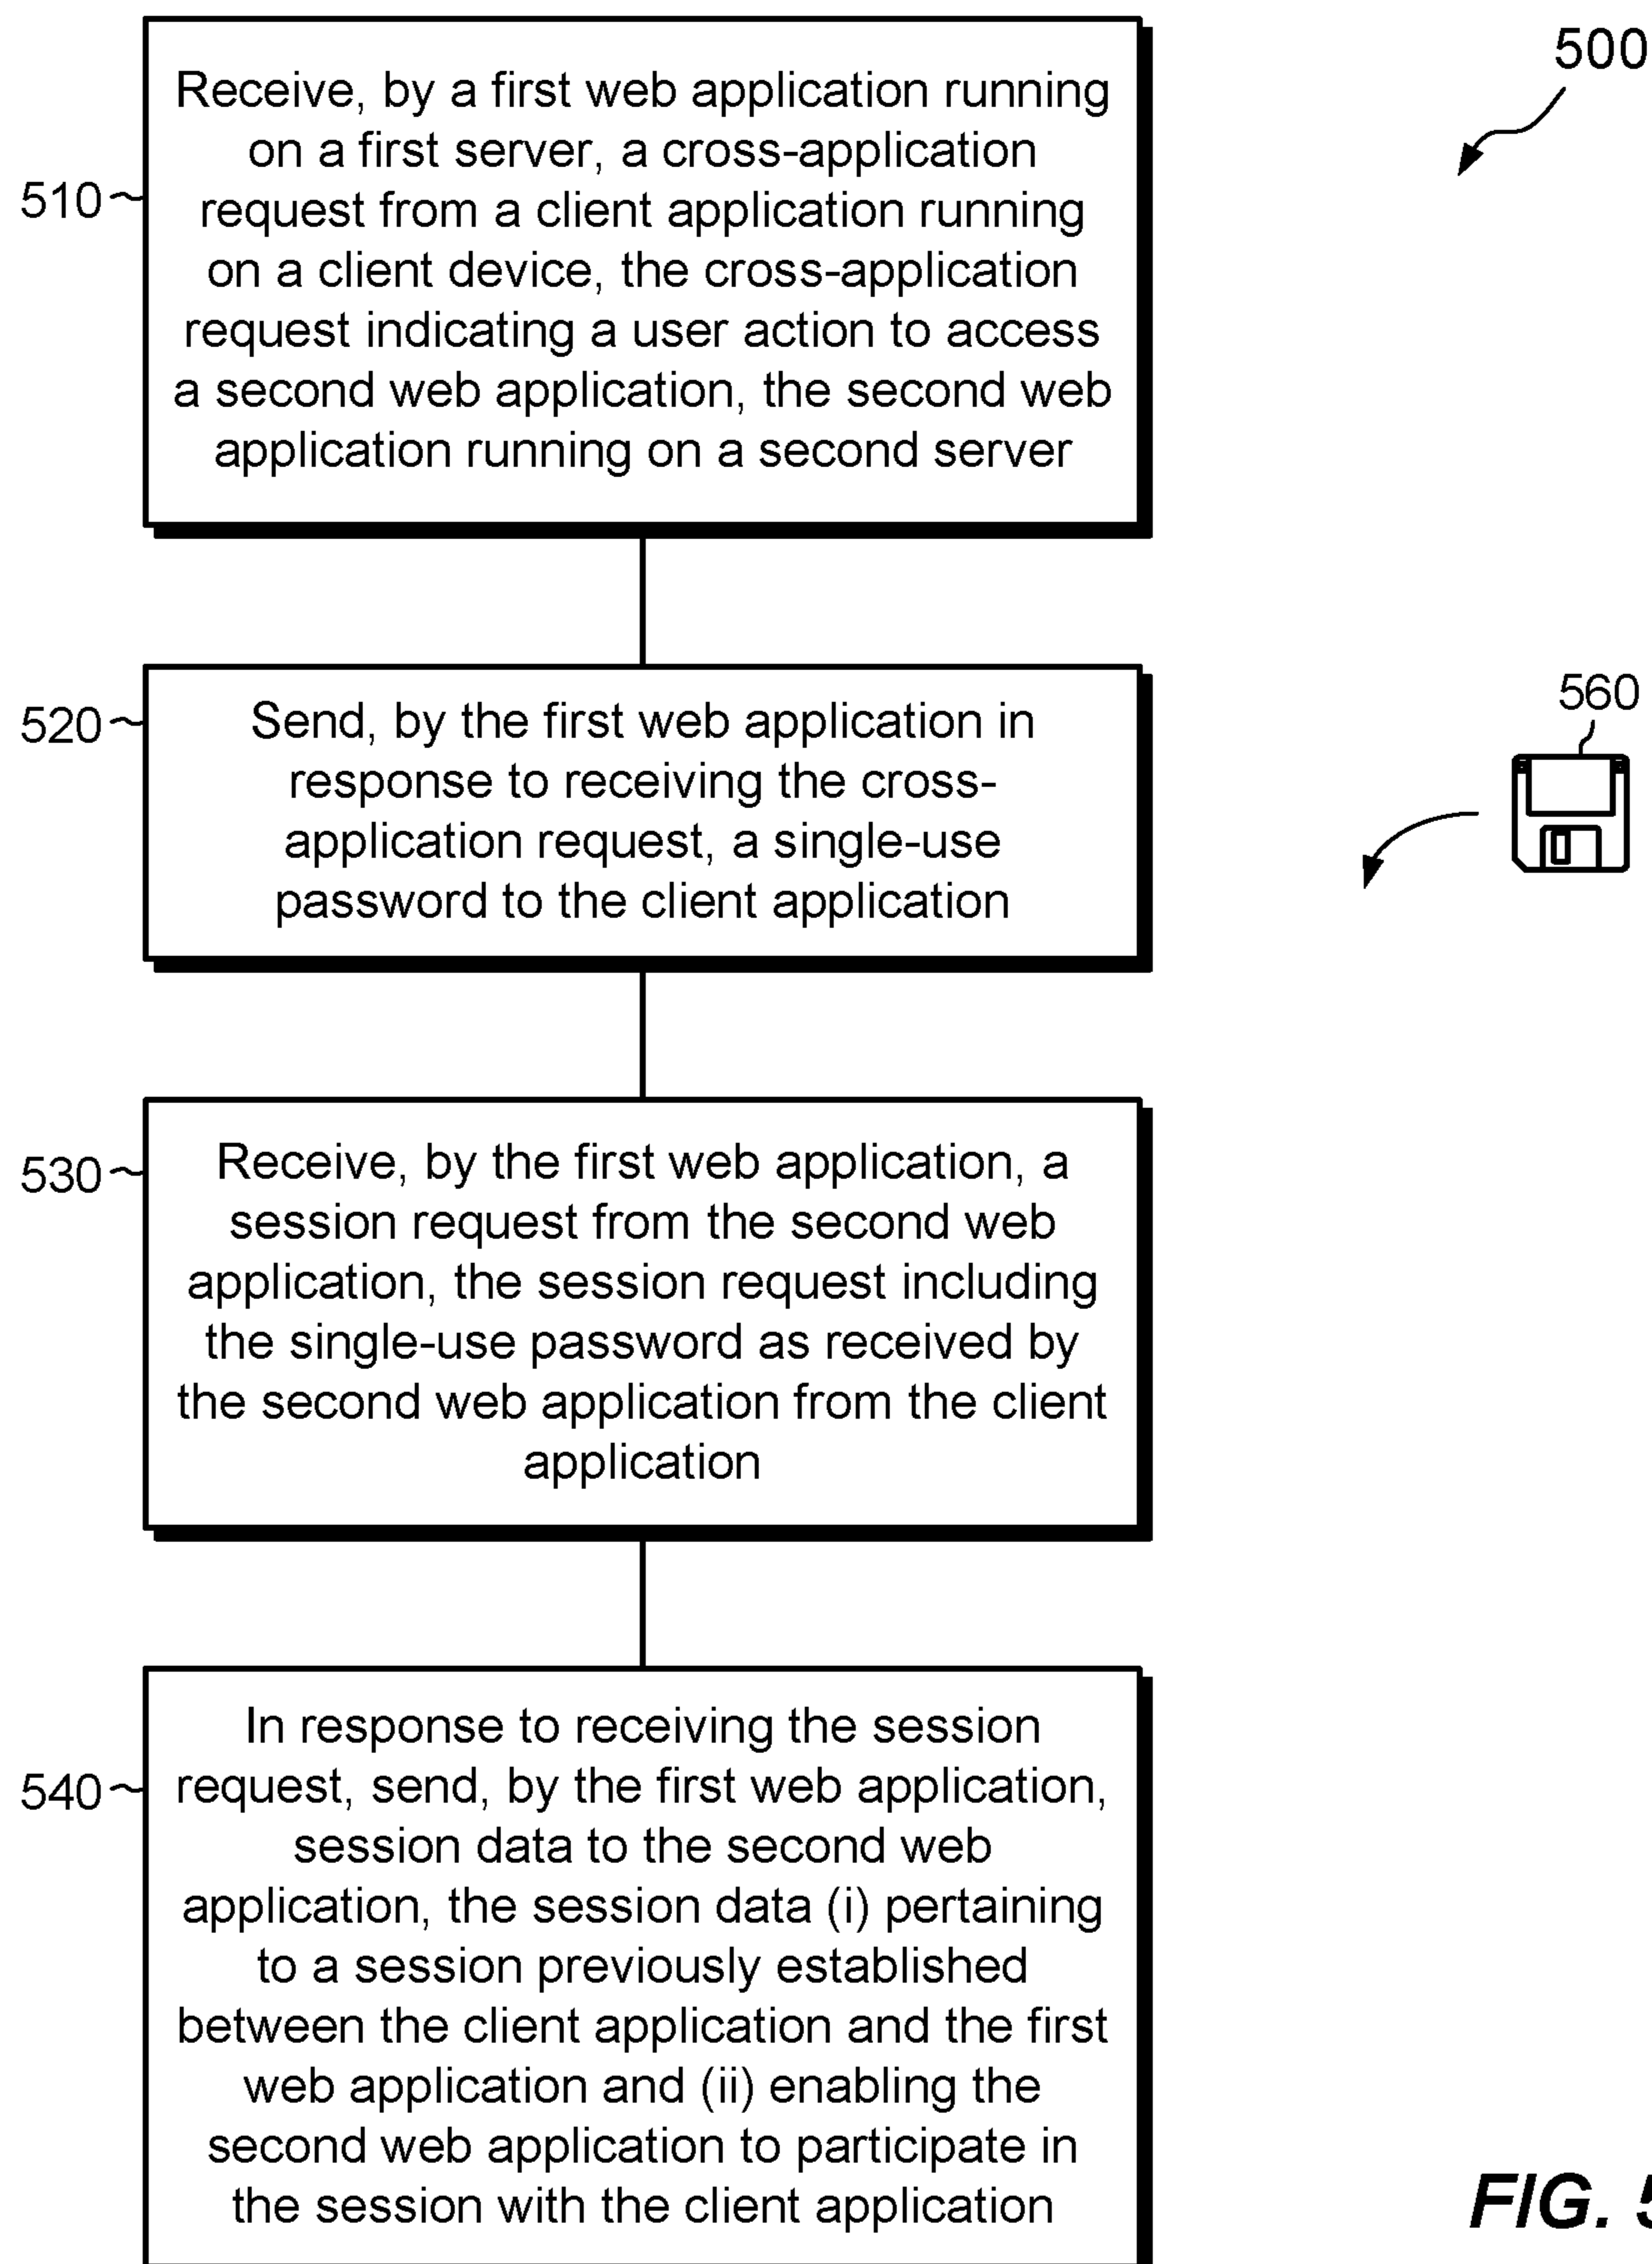 500
Receive, by a first web application running
on a first server, a cross-application
request from a client application running
on a client device, the cross-application
request indicating a user action to access
a second web application, the second web
application running on a second server
510
560
520
Send, by the first web application in
response to receiving the cross-
application request, a single-use
password to the client application
530
Receive, by the first web application, a
session request from the second web
application, the session request including
the single-use password as received by
the second web application from the client
application
540
In response to receiving the session
request, send, by the first web application,
session data to the second web
application, the session data (i) pertaining
to a session previously established
between the client application and the first
web application and (ii) enabling the
second web application to participate in
the session with the client application
FIG. 5